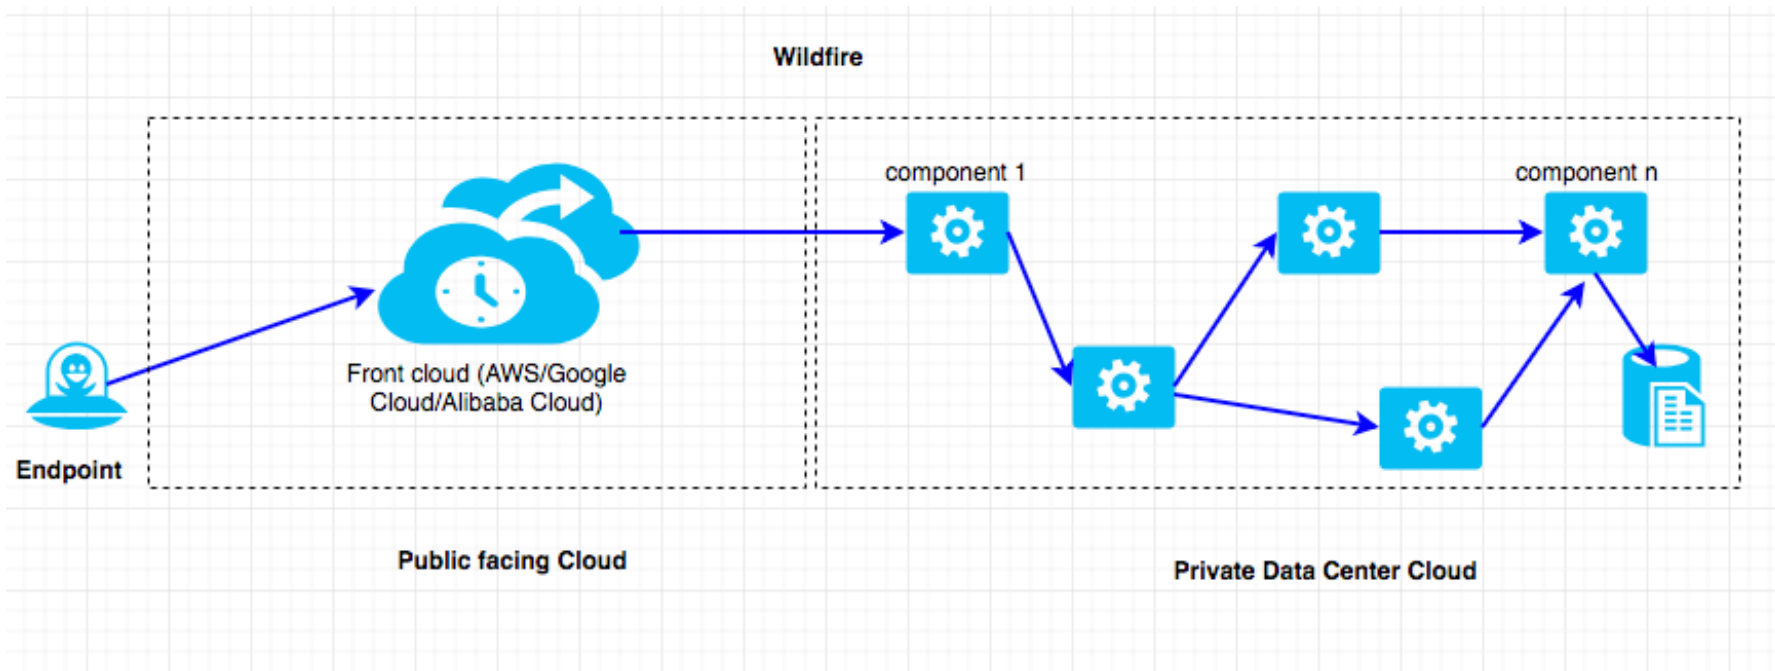 Wildfire
component 1
component n
Front cloud (AWS/Google
Cloud/Alibaba Cloud)
Endpoint
Public facing Cloud
Private Data Center Cloud